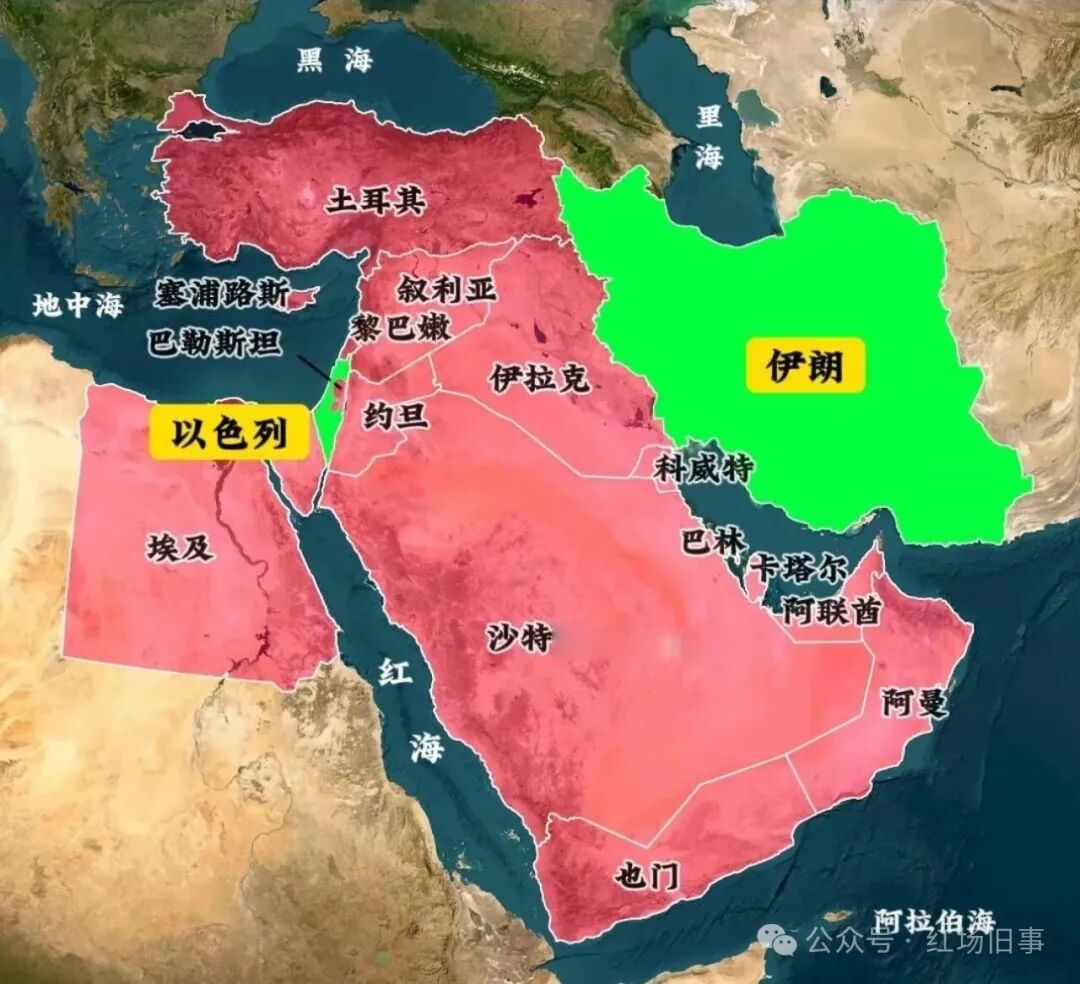 黑海
里海
土耳其
地中海
塞浦路斯
叙利亚
巴勒斯坦
黎巴嫩
伊朗
伊拉克
以色列
约旦
科威特
埃及
巴林
卡塔尔
阿联酋
沙特
红海
阿曼
也门
阿拉伯海
公众号·红场旧事